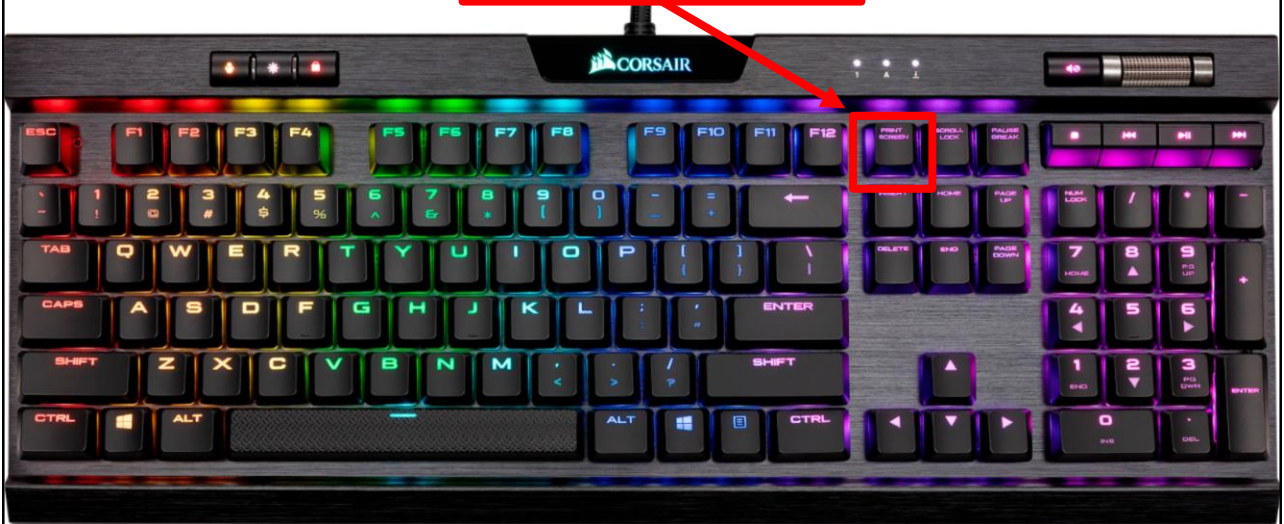 CORSAIR
1 A
ESC F1 F2 F3 F4 F5 F6 F7 F8 F9 F10 F11 F12 PRINT SCREEN SCROLL LOCK PAUSE BREAK
` ~ 1 ! 2 @ 3 # 4 $ 5 % 6 ^ 7 & 8 * 9 ( 0 ) - _ = + INSERT HOME PAGE UP NUM LOCK / * -
TAB Q W E R T Y U I O P [ { ] } \ | DELETE END PAGE DOWN 7 HOME 8 ▲ 9 PG UP +
CAPS A S D F G H J K L ; : ' " ENTER 4 ◀ 5 6 ▶
SHIFT Z X C V B N M , < . > / ? SHIFT ▲ 1 END 2 ▼ 3 PG DWN ENTER
CTRL ALT ALT CTRL ◀ ▼ ▶ 0 INS . DEL